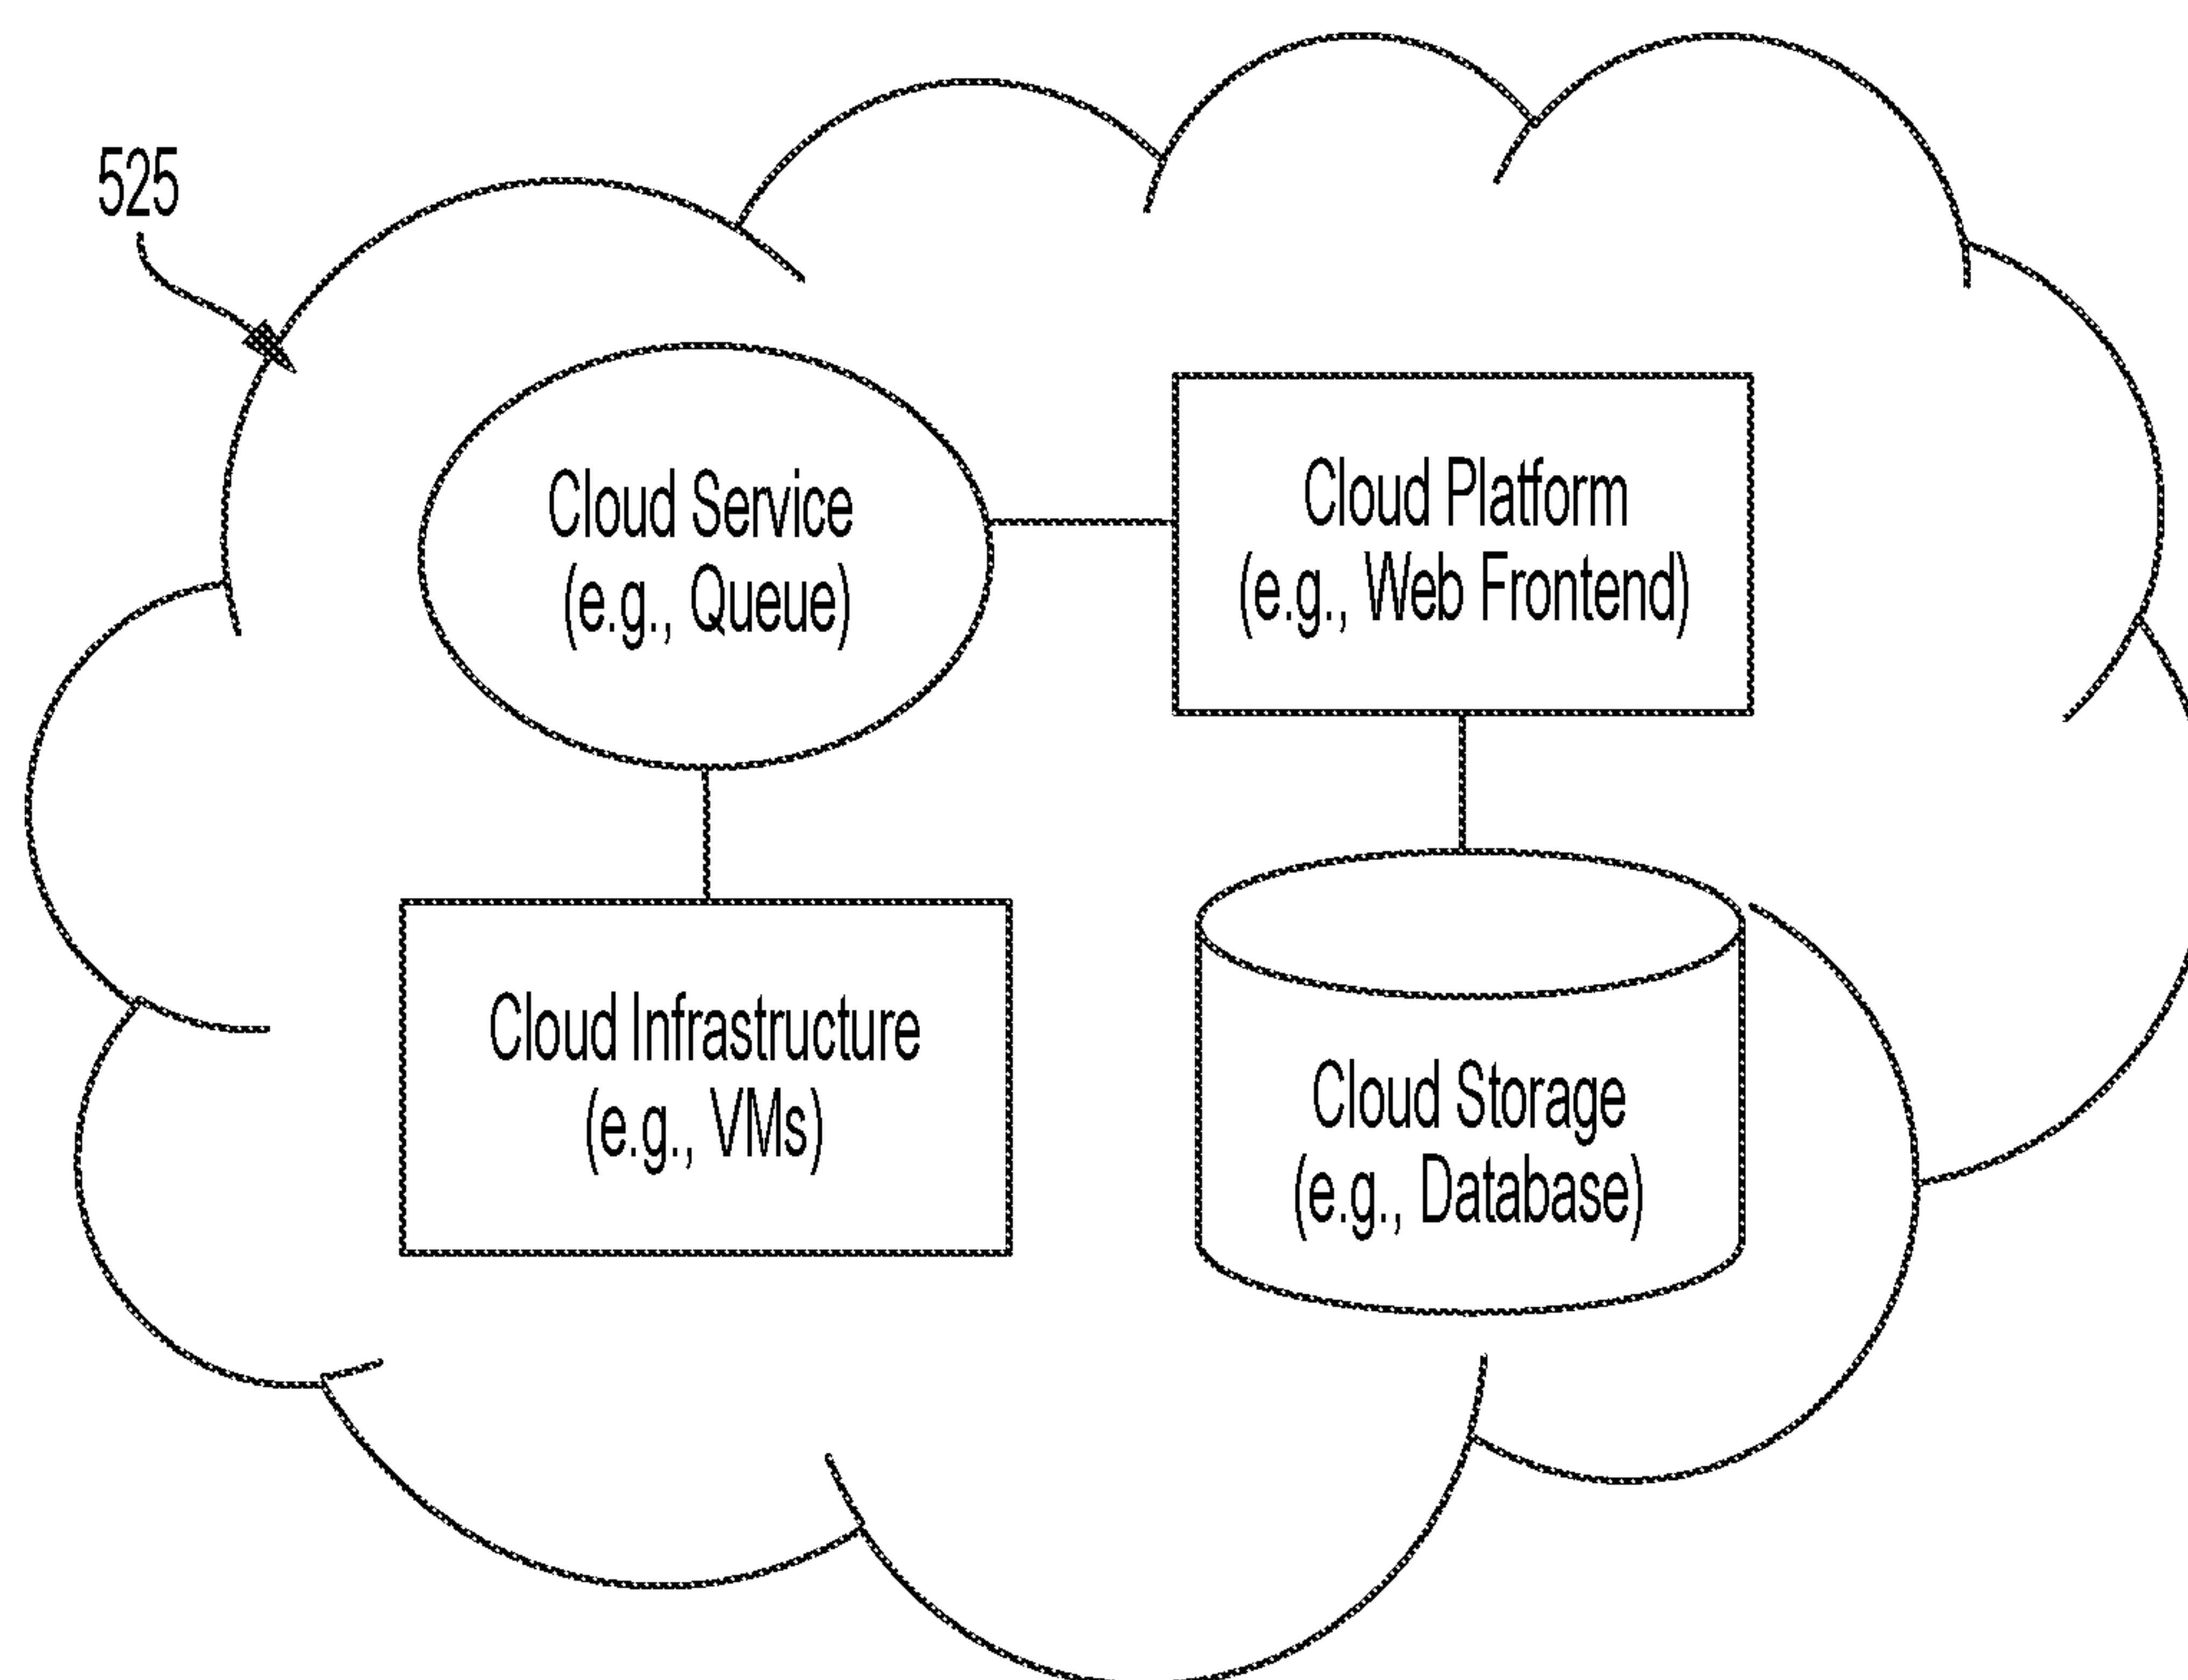 525
Cloud Service
(e.g., Queue)
Cloud Platform
(e.g., Web Frontend)
Cloud Infrastructure
(e.g., VMs)
Cloud Storage
(e.g., Database)